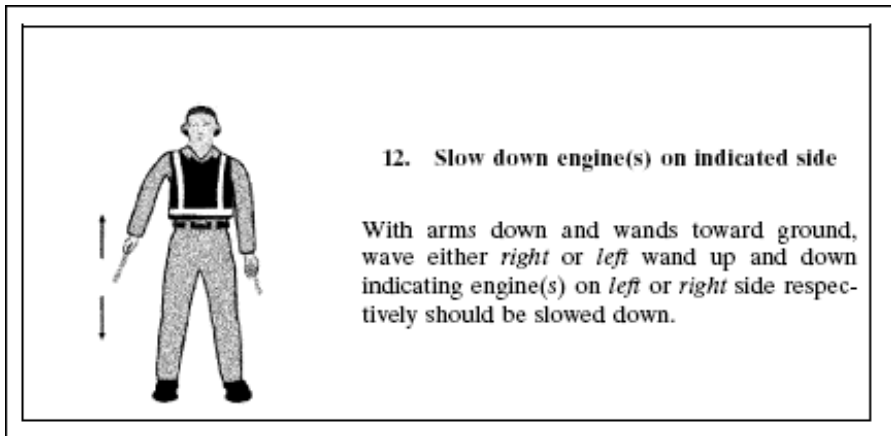 12. Slow down engine(s) on indicated side
With arms down and wands toward ground,
wave either right or left wand up and down
indicating engine(s) on left or right side respec-
tively should be slowed down.